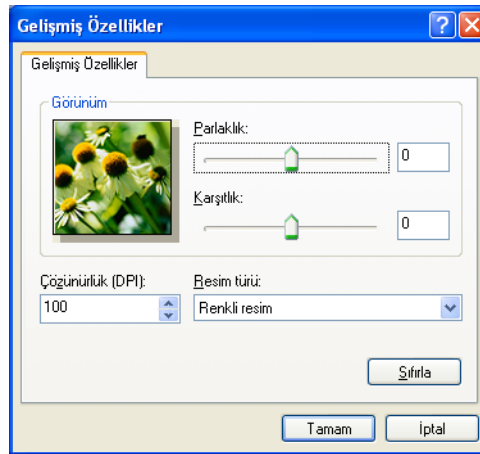 Gelişmiş Özellikler
Gelişmiş Özellikler
Görünüm
Parlaklık:
0
Karşıtlık:
0
Çözünürlük (DPI):
Resim türü:
100
Renkli resim
Sıfırla
Tamam
İptal